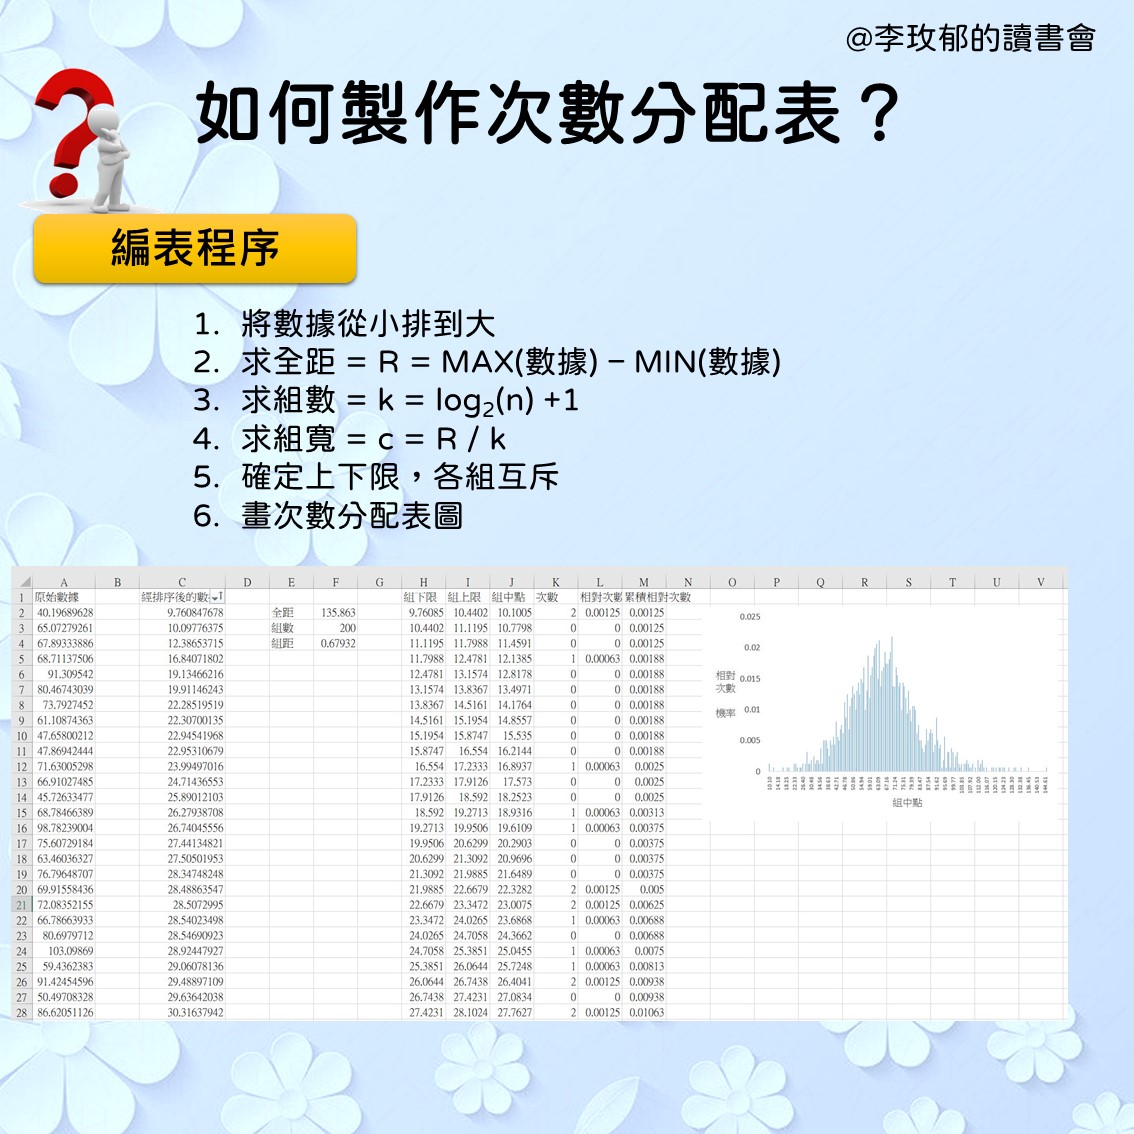 @李玫郁的讀書會
如何製作次數分配表？
編表程序
1. 將數據從小排到大
2. 求全距 = R = MAX(數據) – MIN(數據)
3. 求組數 = k = log₂(n) +1
4. 求組寬 = c = R / k
5. 確定上下限，各組互斥
6. 畫次數分配表圖
A B C D E F G H I J K L M N O P Q R S T U V
1 原始數據 經排序後的數 組下限 組上限 組中點 次數 相對次數 累積相對次數
2 40.19689628 9.760847678 全距 135.863 9.76085 10.4402 10.1005 2 0.00125 0.00125
3 65.07279261 10.09776375 組數 200 10.4402 11.1195 10.7798 0 0 0.00125
4 67.89333886 12.38653715 組距 0.67932 11.1195 11.7988 11.4591 0 0 0.00125
5 68.71137506 16.84071802 11.7988 12.4781 12.1385 1 0.00063 0.00188
6 91.309542 19.13466216 12.4781 13.1574 12.8178 0 0 0.00188
7 80.46743039 19.91146243 13.1574 13.8367 13.4971 0 0 0.00188
8 73.7927452 22.28519519 13.8367 14.5161 14.1764 0 0 0.00188
9 61.10874363 22.30700135 14.5161 15.1954 14.8557 0 0 0.00188
10 47.65800212 22.94541968 15.1954 15.8747 15.535 0 0 0.00188
11 47.86942444 22.95310679 15.8747 16.554 16.2144 0 0 0.00188
12 71.63005298 23.99497016 16.554 17.2333 16.8937 1 0.00063 0.0025
13 66.91027485 24.71436553 17.2333 17.9126 17.573 0 0 0.0025
14 45.72633477 25.89012103 17.9126 18.592 18.2523 0 0 0.0025
15 68.78466389 26.27938708 18.592 19.2713 18.9316 1 0.00063 0.00313
16 98.78239004 26.74045556 19.2713 19.9506 19.6109 1 0.00063 0.00375
17 75.60729184 27.44134821 19.9506 20.6299 20.2903 0 0 0.00375
18 63.46036327 27.50501953 20.6299 21.3092 20.9696 0 0 0.00375
19 76.79648707 28.34748248 21.3092 21.9885 21.6489 0 0 0.00375
20 69.91558436 28.48863547 21.9885 22.6679 22.3282 2 0.00125 0.005
21 72.08352155 28.5072995 22.6679 23.3472 23.0075 2 0.00125 0.00625
22 66.78663933 28.54023498 23.3472 24.0265 23.6868 1 0.00063 0.00688
23 80.6979712 28.54690923 24.0265 24.7058 24.3662 0 0 0.00688
24 103.09869 28.92447927 24.7058 25.3851 25.0455 1 0.00063 0.0075
25 59.4362383 29.06078136 25.3851 26.0644 25.7248 1 0.00063 0.00813
26 91.42454596 29.48897109 26.0644 26.7438 26.4041 2 0.00125 0.00938
27 50.49708328 29.63642038 26.7438 27.4231 27.0834 0 0 0.00938
28 86.62051126 30.31637942 27.4231 28.1024 27.7627 2 0.00125 0.01063
0.025
0.02
相對
次數
0.015
機率
0.01
0.005
0
組中點